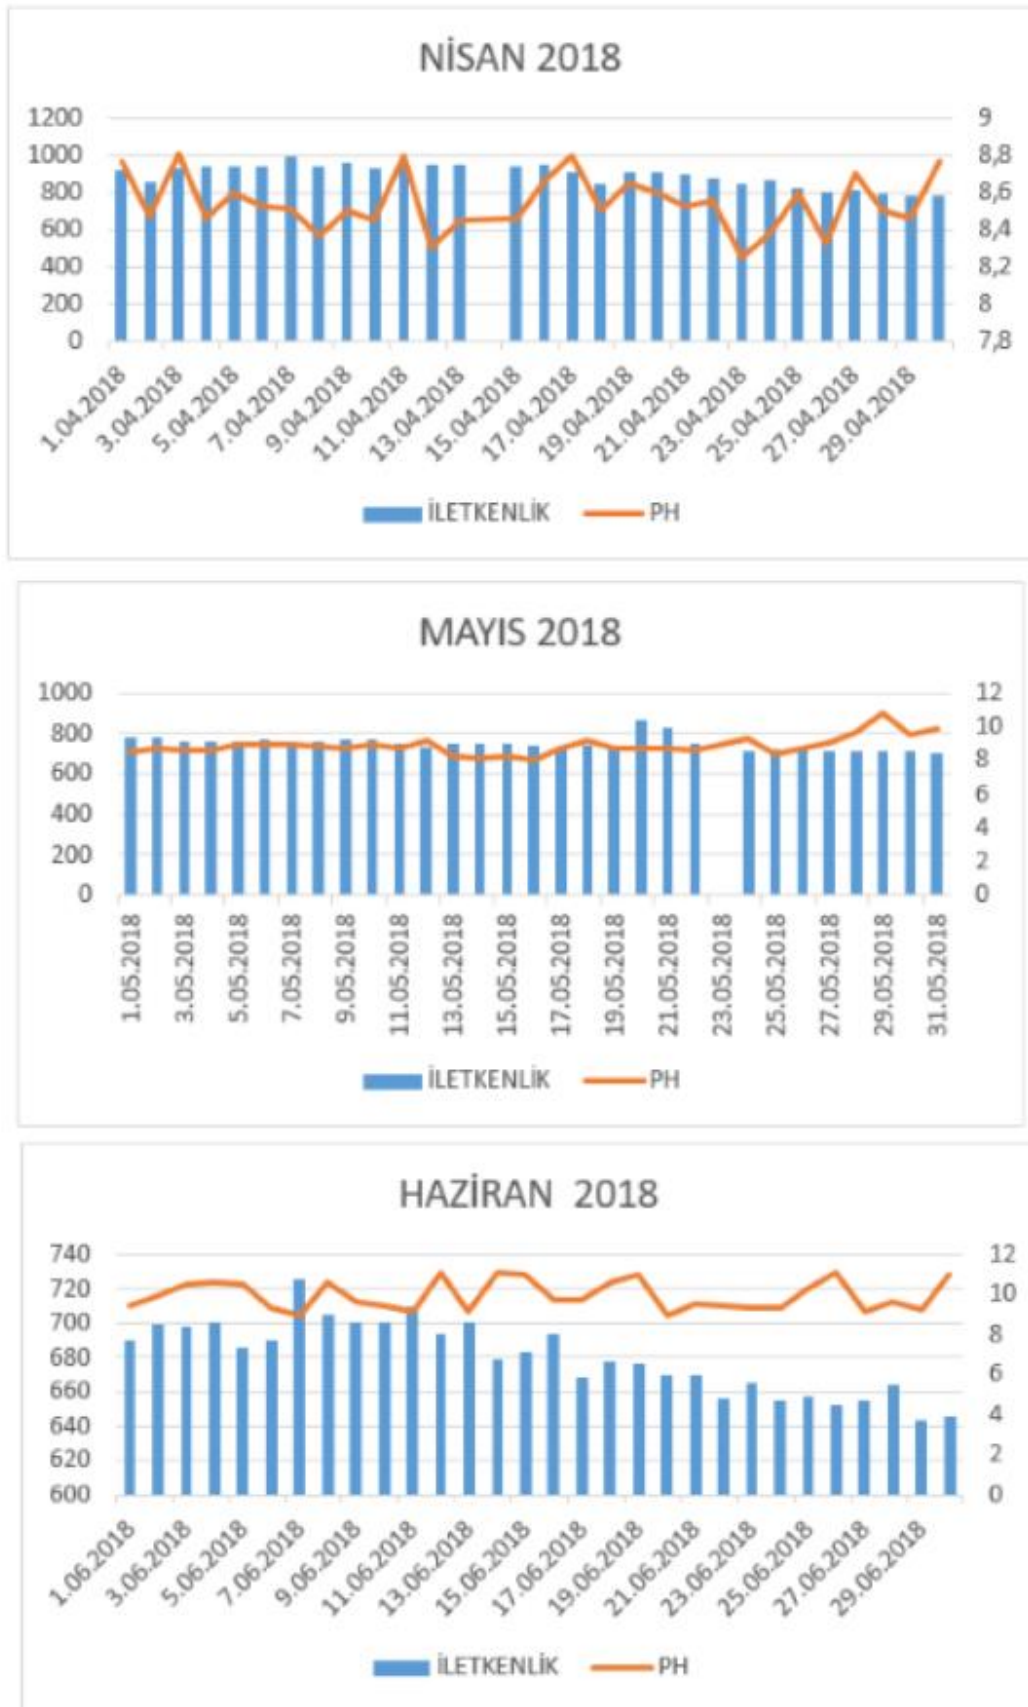 NİSAN 2018
1200 9
1000 8,8
800 8,6
600 8,4
400 8,2
200 8
0 7,8
1.04.2018 3.04.2018 5.04.2018 7.04.2018 9.04.2018 11.04.2018 13.04.2018 15.04.2018 17.04.2018 19.04.2018 21.04.2018 23.04.2018 25.04.2018 27.04.2018 29.04.2018
İLETKENLİK PH
MAYIS 2018
1000 12
800 10
600 8
400 6
200 4
0 2
0
1.05.2018 3.05.2018 5.05.2018 7.05.2018 9.05.2018 11.05.2018 13.05.2018 15.05.2018 17.05.2018 19.05.2018 21.05.2018 23.05.2018 25.05.2018 27.05.2018 29.05.2018 31.05.2018
İLETKENLİK PH
HAZİRAN 2018
740 12
720 10
700 8
680 6
660 4
640 2
620 0
600
1.06.2018 3.06.2018 5.06.2018 7.06.2018 9.06.2018 11.06.2018 13.06.2018 15.06.2018 17.06.2018 19.06.2018 21.06.2018 23.06.2018 25.06.2018 27.06.2018 29.06.2018
İLETKENLİK PH